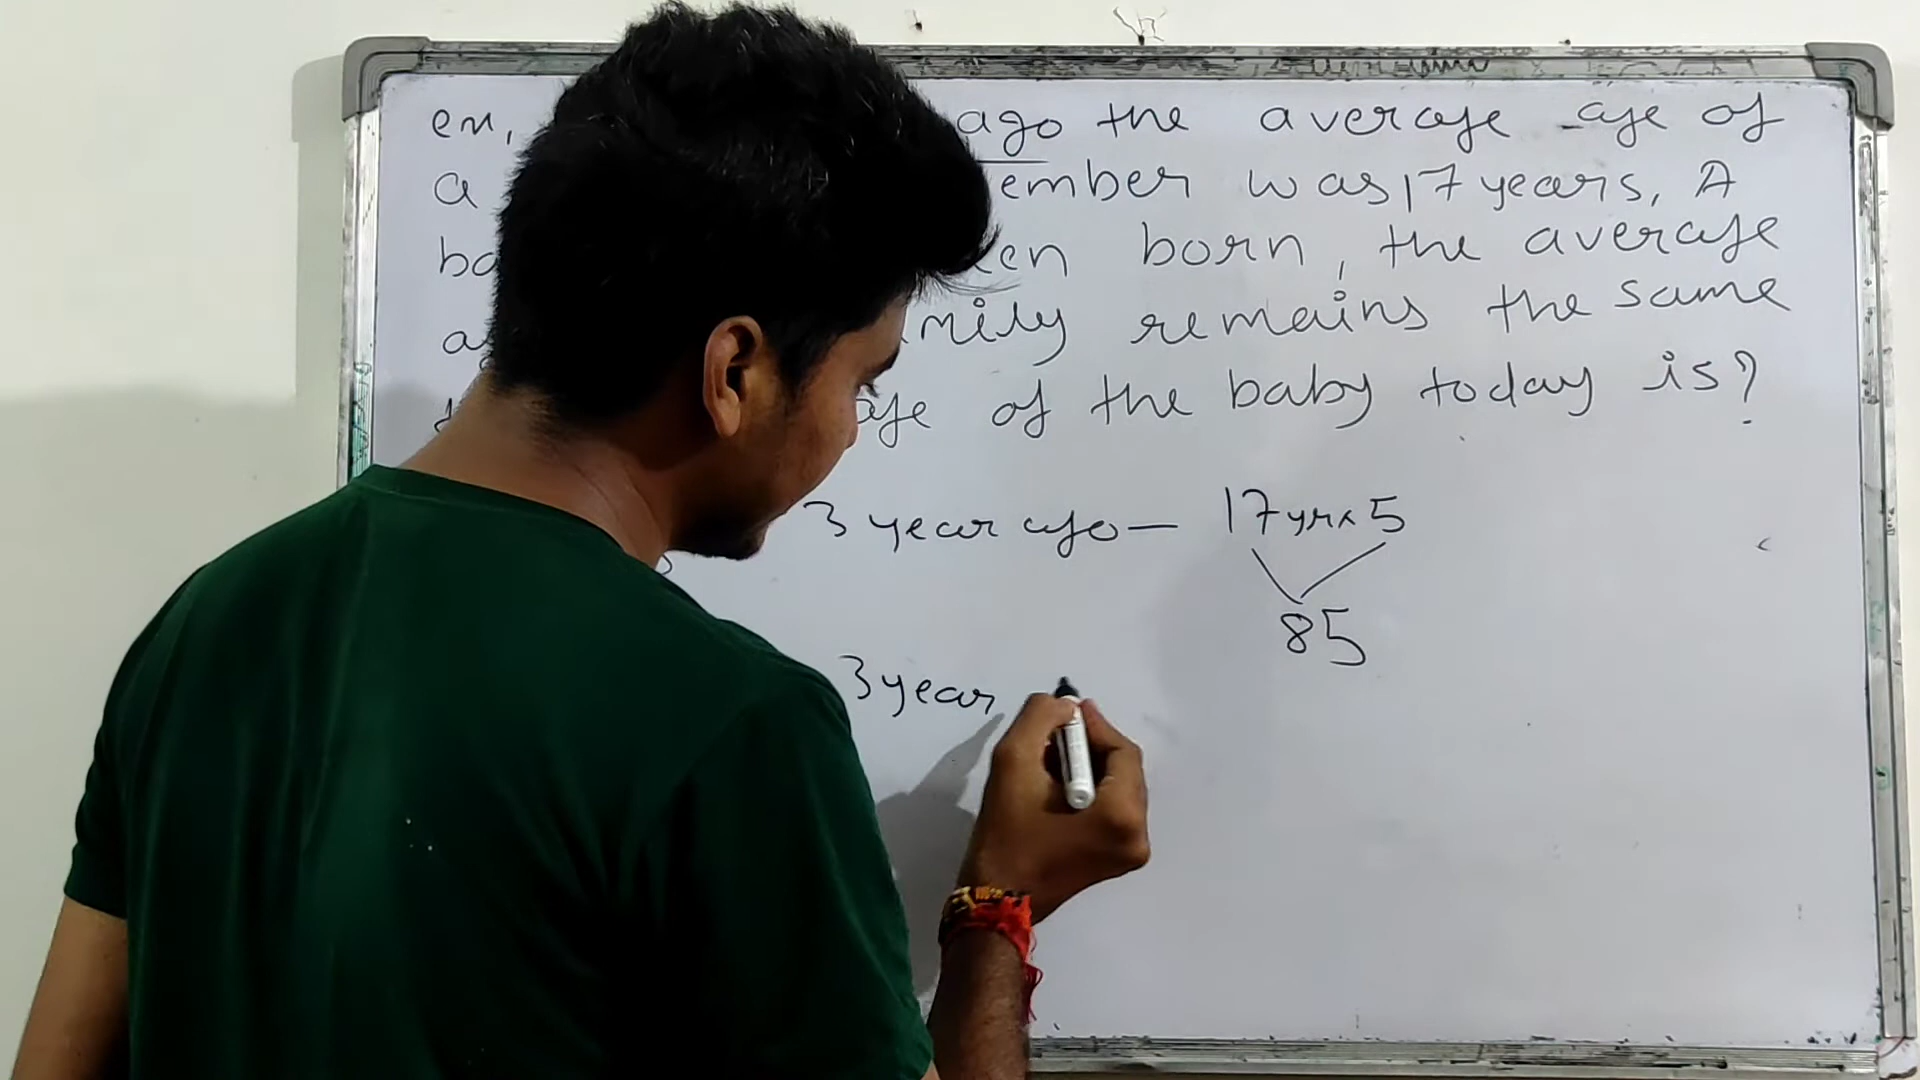 en, ago the average age of
a ember was 17 years, A
ba en born, the average
a mily remains the same
age of the baby today is?
3 year ago — 17yrx 5
85
3 year